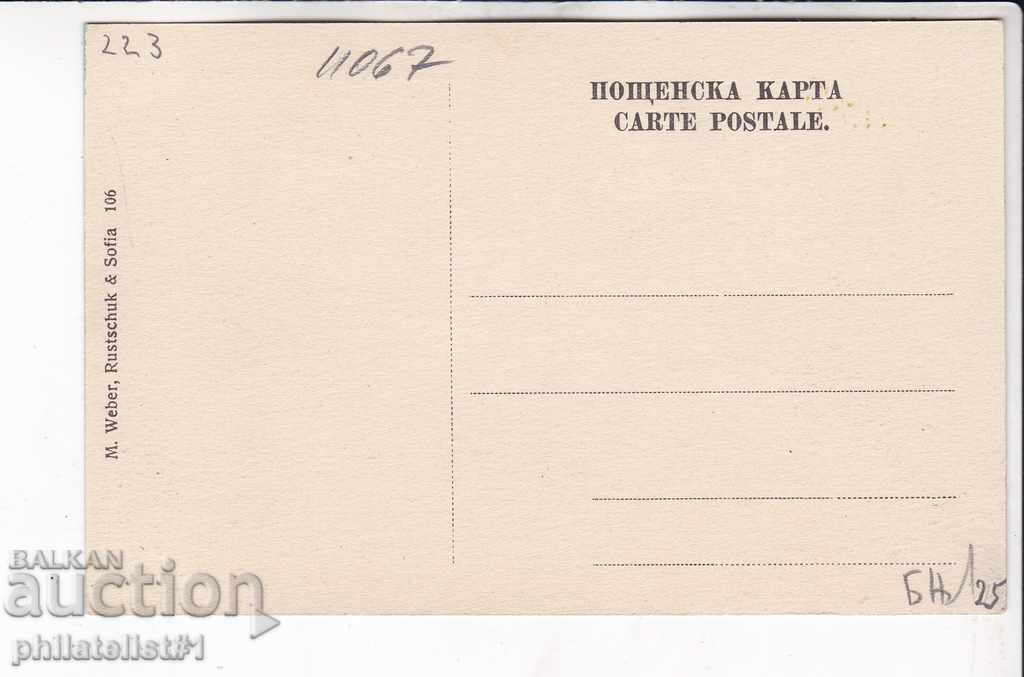 223
11067
ПОЩЕНСКА КАРТА
CARTE POSTALE.
M. Weber, Rustschuk & Sofia 106
БН 25
BALKAN
auction
philatelist#1